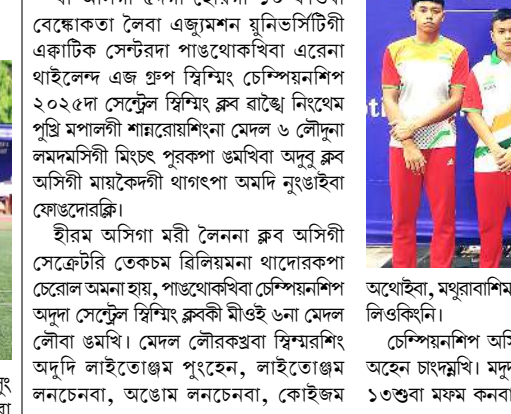 বেঙ্কোকতা লৈবা এজ্যুমশন য়ুনিভর্সিটিগী
এক্বাটিক সেন্টরদা পাঙথোকখিবা এরেনা
থাইলেন্দ এজ গ্রুপ স্বিম্মিং চেম্পিয়নশিপ
২০২৫দা সেন্ট্রেল স্বিম্মিং ক্লব ৱাঙ্খৈ নিংথেম
পুখ্রি মপালগী শান্নরোয়শিংনা মেদল ৬ লৌদুনা
লমদমসিগী মিংচৎ পুরকপা ঙমখিবা অদুবু ক্লব
অসিগী মায়কৈদগী থাগৎপা অমদি নুংঙাইবা
ফোঙদোরক্লি।
হীরম অসিগা মরী লৈননা ক্লব অসিগী
সেক্রেটরি তেকচম ৱিলিয়মনা থাদোরকপা
চেরোল অমনা হায়, পাঙথোকখিবা চেম্পিয়নশিপ
অদুদা সেন্ট্রেল স্বিম্মিং ক্লবকী মীওই ৬না মেদল
লৌবা ঙমখি। মেদল লৌরকখ্রবা স্বিম্মরশিং
অদুদি লাইতোঞ্জম পুংহেন, লাইতোঞ্জম
লনচেনবা, অঙোম লনচেনবা, কোইজম
অথোইবা, মথুরাবাশিম
লিওকিংনি।
চেম্পিয়নশিপ অসি
অহেন চাংদম্নখি। মদুদ
১৩শুবা মফম কনবা